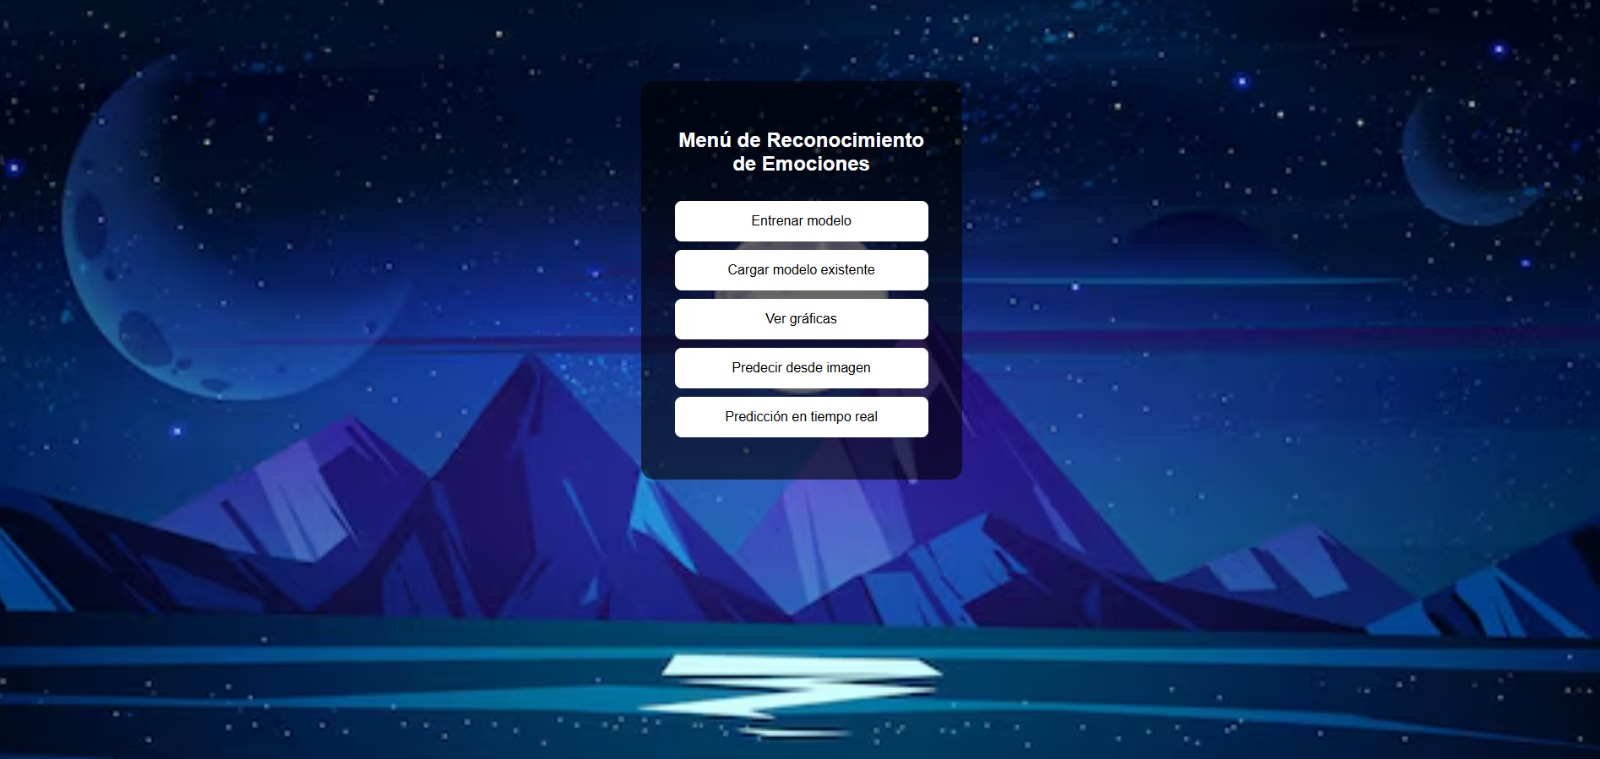 Menú de Reconocimiento
de Emociones
Entrenar modelo
Cargar modelo existente
Ver gráficas
Predecir desde imagen
Predicción en tiempo real